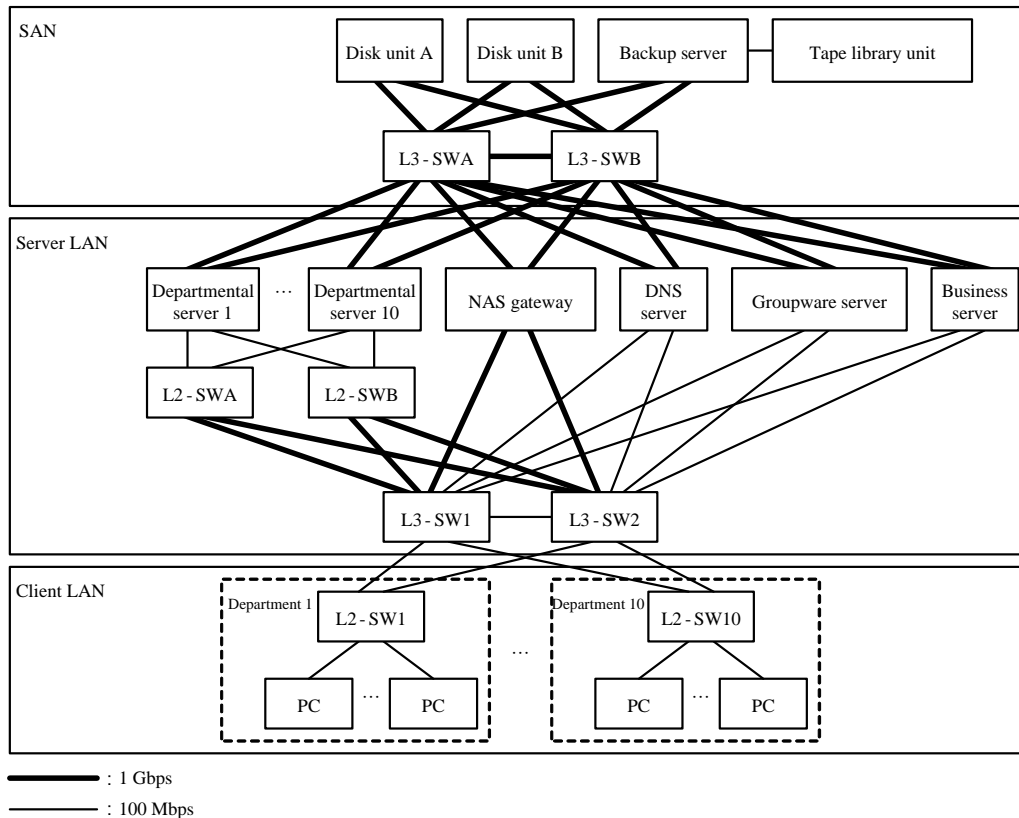 SAN
Disk unit A
Disk unit B
Backup server
Tape library unit
L3 - SWA
L3 - SWB
Server LAN
Departmental
server 1
…
Departmental
server 10
NAS gateway
DNS
server
Groupware server
Business
server
L2 - SWA
L2 - SWB
L3 - SW1
L3 - SW2
Client LAN
Department 1
L2 - SW1
PC
…
PC
…
Department 10
L2 - SW10
PC
…
PC
: 1 Gbps
: 100 Mbps